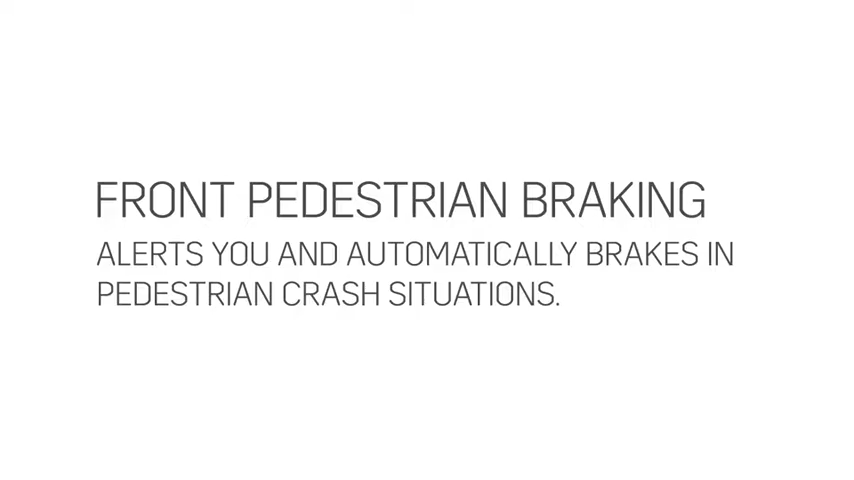 FRONT PEDESTRIAN BRAKING
ALERTS YOU AND AUTOMATICALLY BRAKES IN
PEDESTRIAN CRASH SITUATIONS.